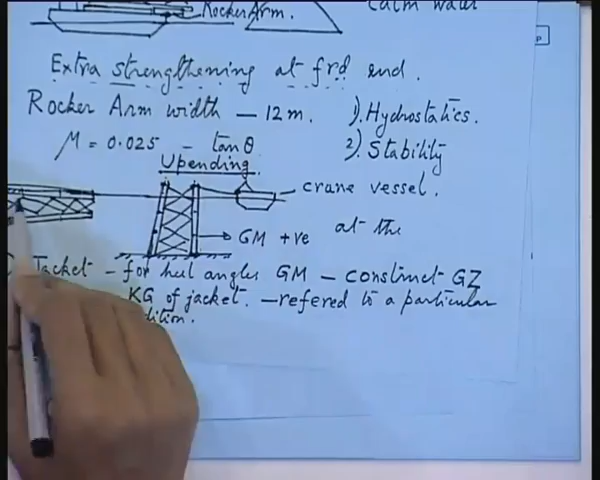 Rocker Arm. Calm water
Extra strengthening at frd end.
Rocker Arm width — 12 m. 1). Hydrostatics.
μ = 0.025 - tan θ 2). Stability
Upending
crane vessel.
GM +ve at the
Jacket - for heel angles GM - construct GZ
KG of jacket. - refered to a particular